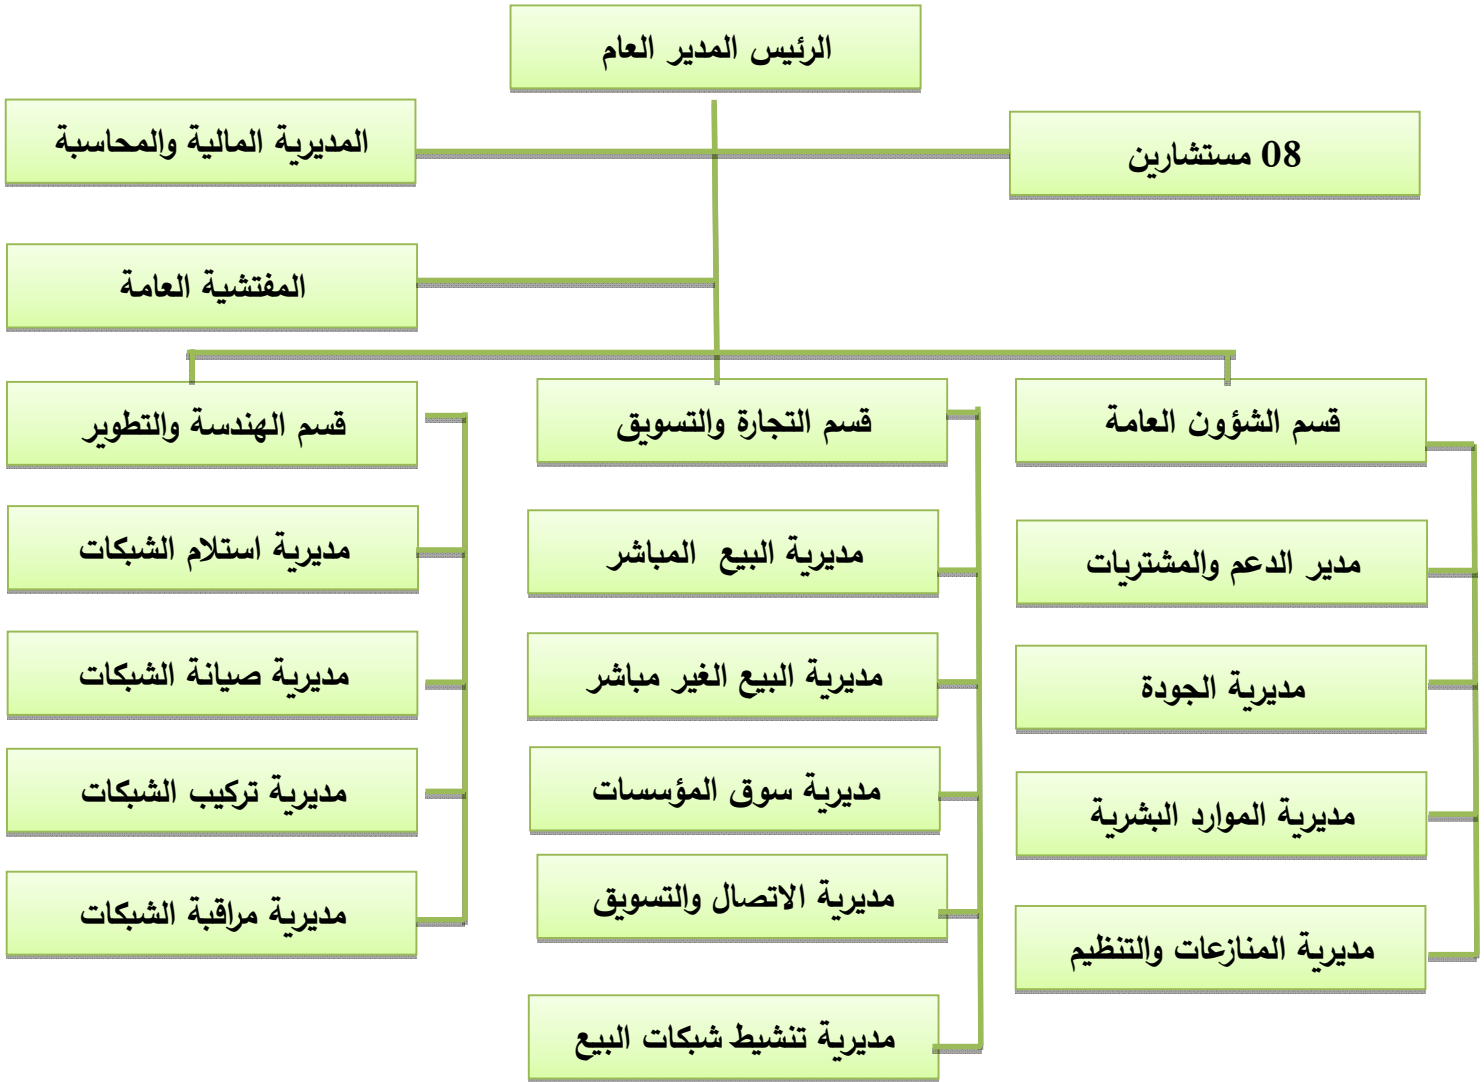 الرئيس المدير العام
08 مستشارين
المديرية المالية والمحاسبة
المفتشية العامة
قسم الشؤون العامة
مدير الدعم والمشتريات
مديرية الجودة
مديرية الموارد البشرية
مديرية المنازعات والتنظيم
قسم التجارة والتسويق
مديرية البيع المباشر
مديرية البيع الغير مباشر
مديرية سوق المؤسسات
مديرية الاتصال والتسويق
مديرية تنشيط شبكات البيع
قسم الهندسة والتطوير
مديرية استلام الشبكات
مديرية صيانة الشبكات
مديرية تركيب الشبكات
مديرية مراقبة الشبكات